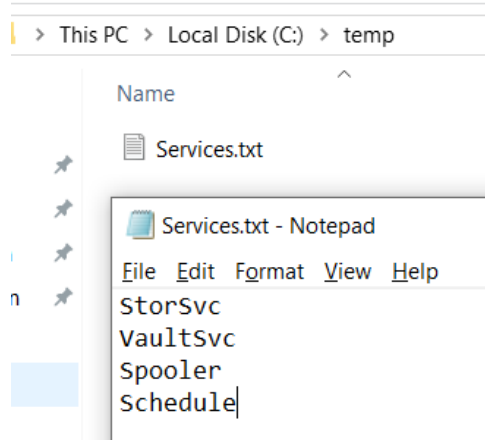 > This PC > Local Disk (C:) > temp
Name
Services.txt
Services.txt - Notepad
File Edit Format View Help
StorSvc
VaultSvc
Spooler
Schedule